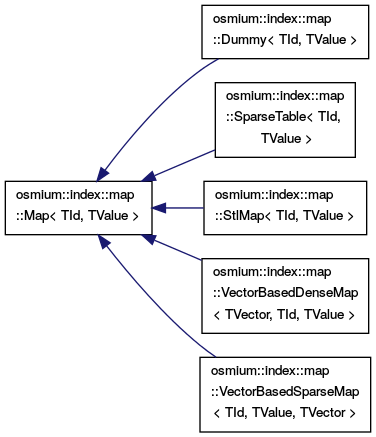 osmium::index::map
::Dummy< TId, TValue >
osmium::index::map
::SparseTable< TId,
TValue >
osmium::index::map
::Map< TId, TValue >
osmium::index::map
::StlMap< TId, TValue >
osmium::index::map
::VectorBasedDenseMap
< TVector, TId, TValue >
osmium::index::map
::VectorBasedSparseMap
< TId, TValue, TVector >